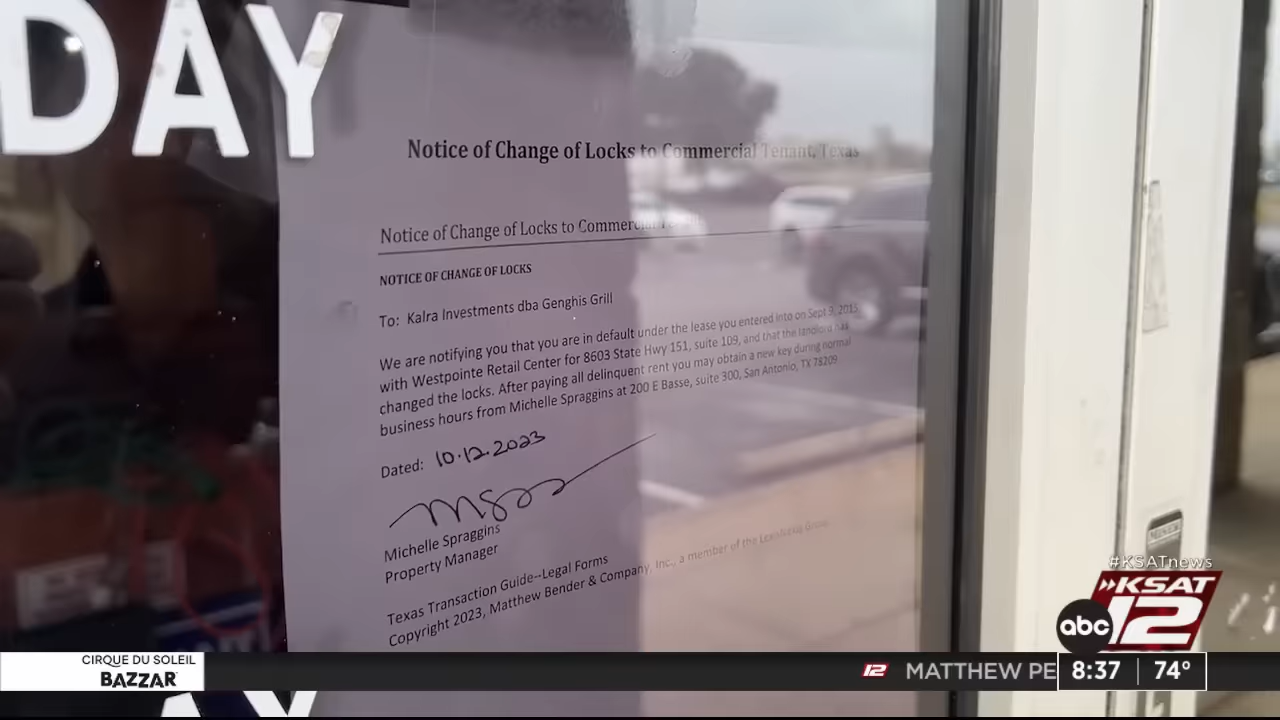 DAY
Notice of Change of Locks to Commercial Tenant, Texas
Notice of Change of Locks to Commercial
NOTICE OF CHANGE OF LOCKS
To: Kalra Investments dba Genghis Grill
We are notifying you that you are in default under the lease you entered into on Sept 9, 2015
with Westpointe Retail Center for 8603 State Hwy 151, suite 109, and that the landlord has
changed the locks. After paying all delinquent rent you may obtain a new key during normal
business hours from Michelle Spraggins at 200 E Basse, suite 300, San Antonio, TX 78209
Dated: 10.12.2023
Michelle Spraggins
Property Manager
Texas Transaction Guide--Legal Forms
Copyright 2023, Matthew Bender & Company, Inc., a member of the LexisNexis Group
#KSATnews
KSAT
abc 12
CIRQUE DU SOLEIL
BAZZAR
12 MATTHEW PE
8:37 74°